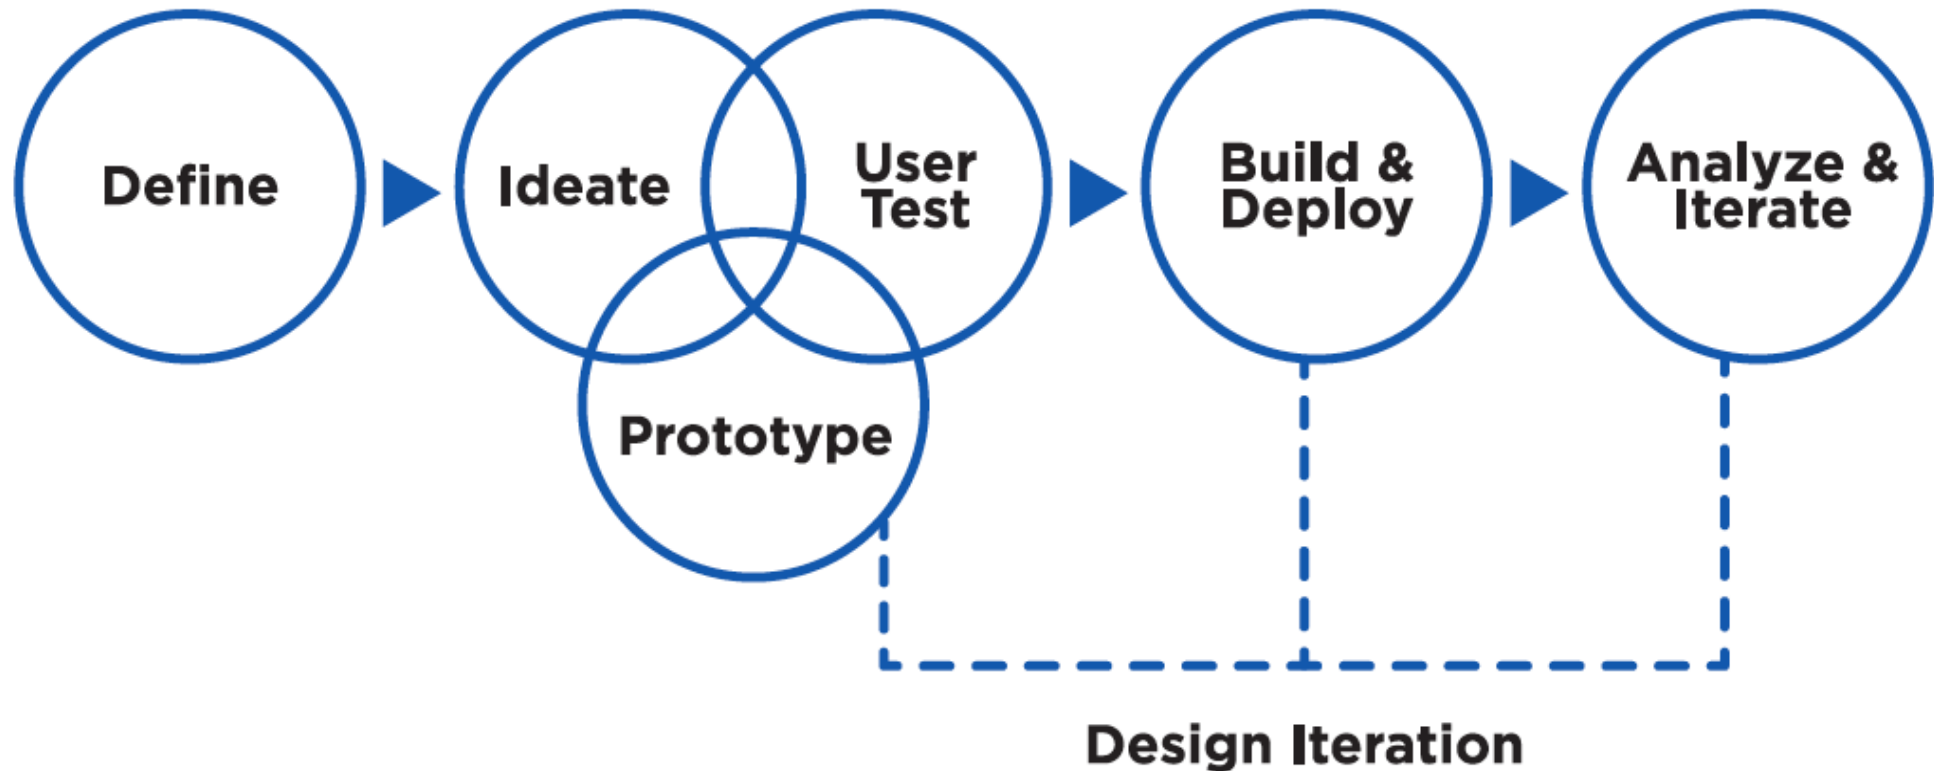 Define
Ideate
User
Test
Prototype
Build &
Deploy
Analyze &
Iterate
Design Iteration